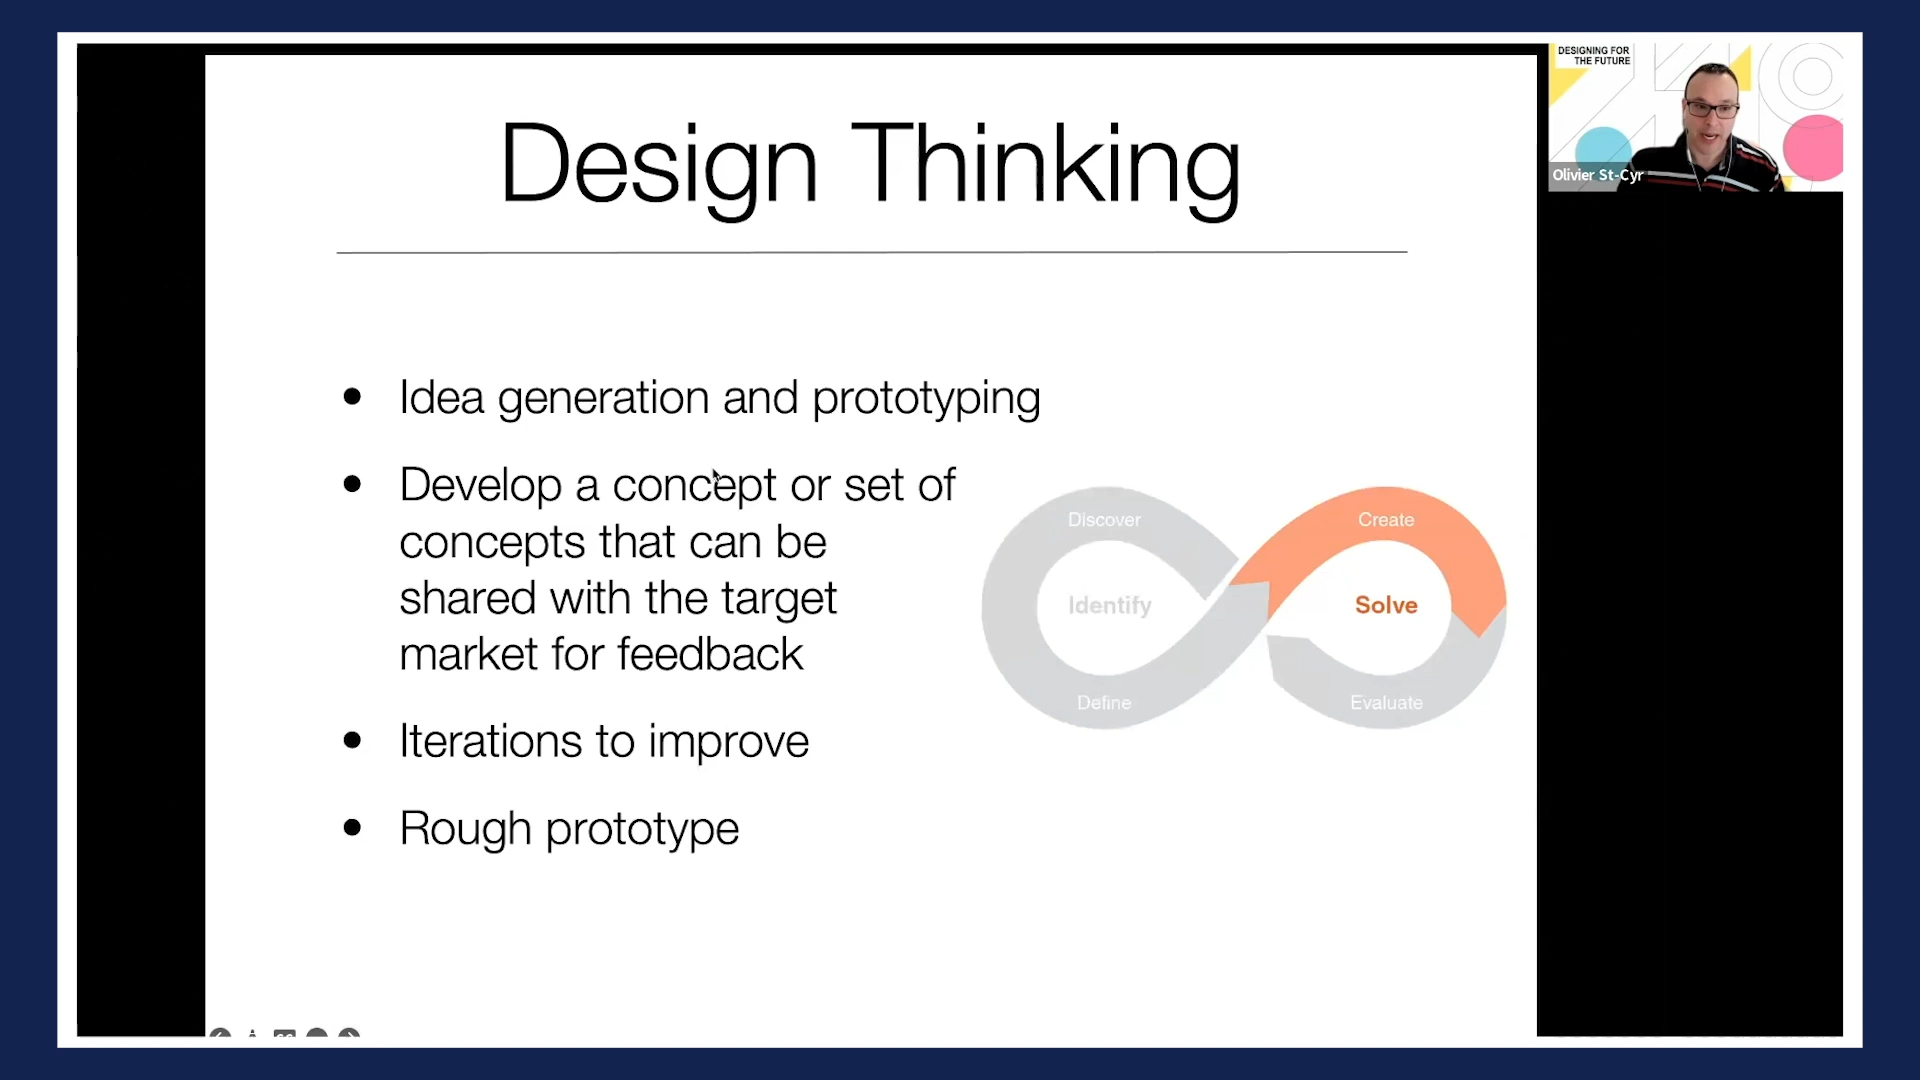 DESIGNING FOR
THE FUTURE
Olivier St-Cyr
Design Thinking
Idea generation and prototyping
Develop a concept or set of
concepts that can be
shared with the target
market for feedback
Iterations to improve
Rough prototype
Discover
Create
Identify
Solve
Define
Evaluate